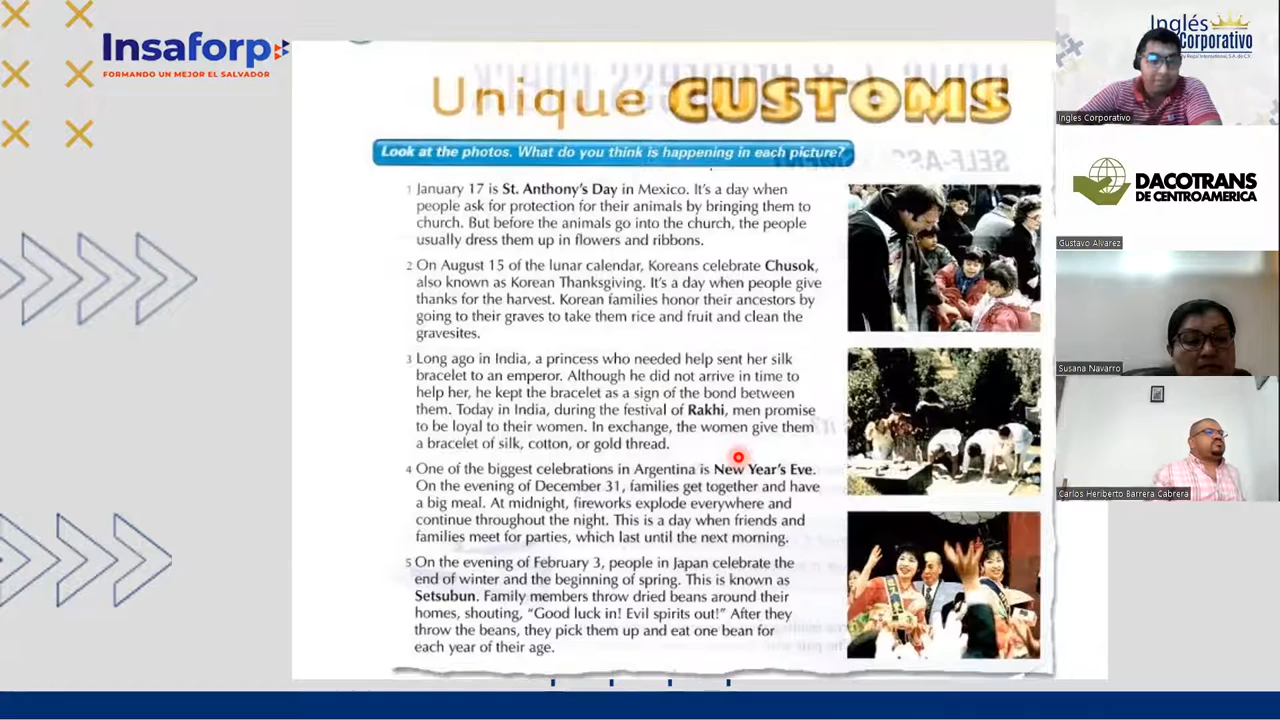 Insaforp
FORMANDO UN MEJOR EL SALVADOR
Unique CUSTOMS
Look at the photos. What do you think is happening in each picture?
1 January 17 is St. Anthony's Day in Mexico. It's a day when
people ask for protection for their animals by bringing them to
church. But before the animals go into the church, the people
usually dress them up in flowers and ribbons.
2 On August 15 of the lunar calendar, Koreans celebrate Chusok,
also known as Korean Thanksgiving. It's a day when people give
thanks for the harvest. Korean families honor their ancestors by
going to their graves to take them rice and fruit and clean the
gravesites.
3 Long ago in India, a princess who needed help sent her silk
bracelet to an emperor. Although he did not arrive in time to
help her, he kept the bracelet as a sign of the bond between
them. Today in India, during the festival of Rakhi, men promise
to be loyal to their women. In exchange, the women give them
a bracelet of silk, cotton, or gold thread.
4 One of the biggest celebrations in Argentina is New Year's Eve.
On the evening of December 31, families get together and have
a big meal. At midnight, fireworks explode everywhere and
continue throughout the night. This is a day when friends and
families meet for parties, which last until the next morning.
5 On the evening of February 3, people in Japan celebrate the
end of winter and the beginning of spring. This is known as
Setsubun. Family members throw dried beans around their
homes, shouting, "Good luck in! Evil spirits out!" After they
throw the beans, they pick them up and eat one bean for
each year of their age.
Inglés
Corporativo
Ingles Corporativo
DACOTRANS
DE CENTROAMERICA
Gustavo Alvarez
Susana Navarro
Carlos Heriberto Barrera Cabrera